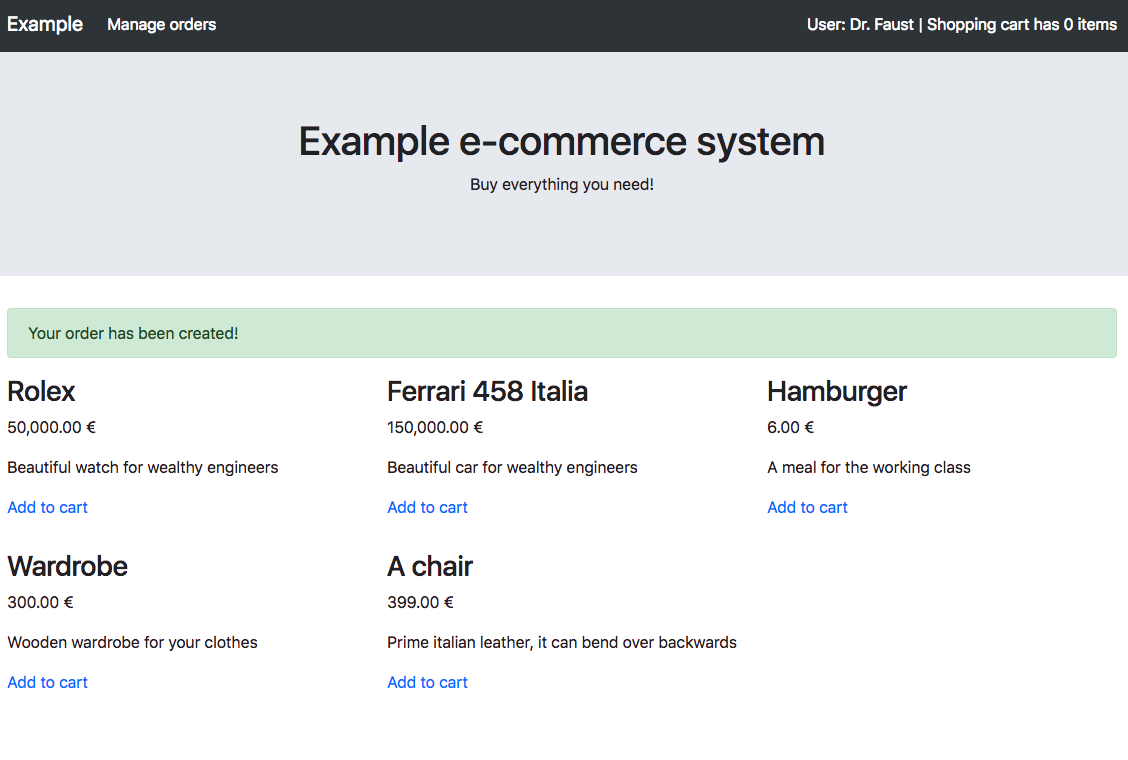 Example Manage orders User: Dr. Faust | Shopping cart has 0 items
Example e-commerce system
Buy everything you need!
Your order has been created!
Rolex
50,000.00 €
Beautiful watch for wealthy engineers
Add to cart
Ferrari 458 Italia
150,000.00 €
Beautiful car for wealthy engineers
Add to cart
Hamburger
6.00 €
A meal for the working class
Add to cart
Wardrobe
300.00 €
Wooden wardrobe for your clothes
Add to cart
A chair
399.00 €
Prime italian leather, it can bend over backwards
Add to cart